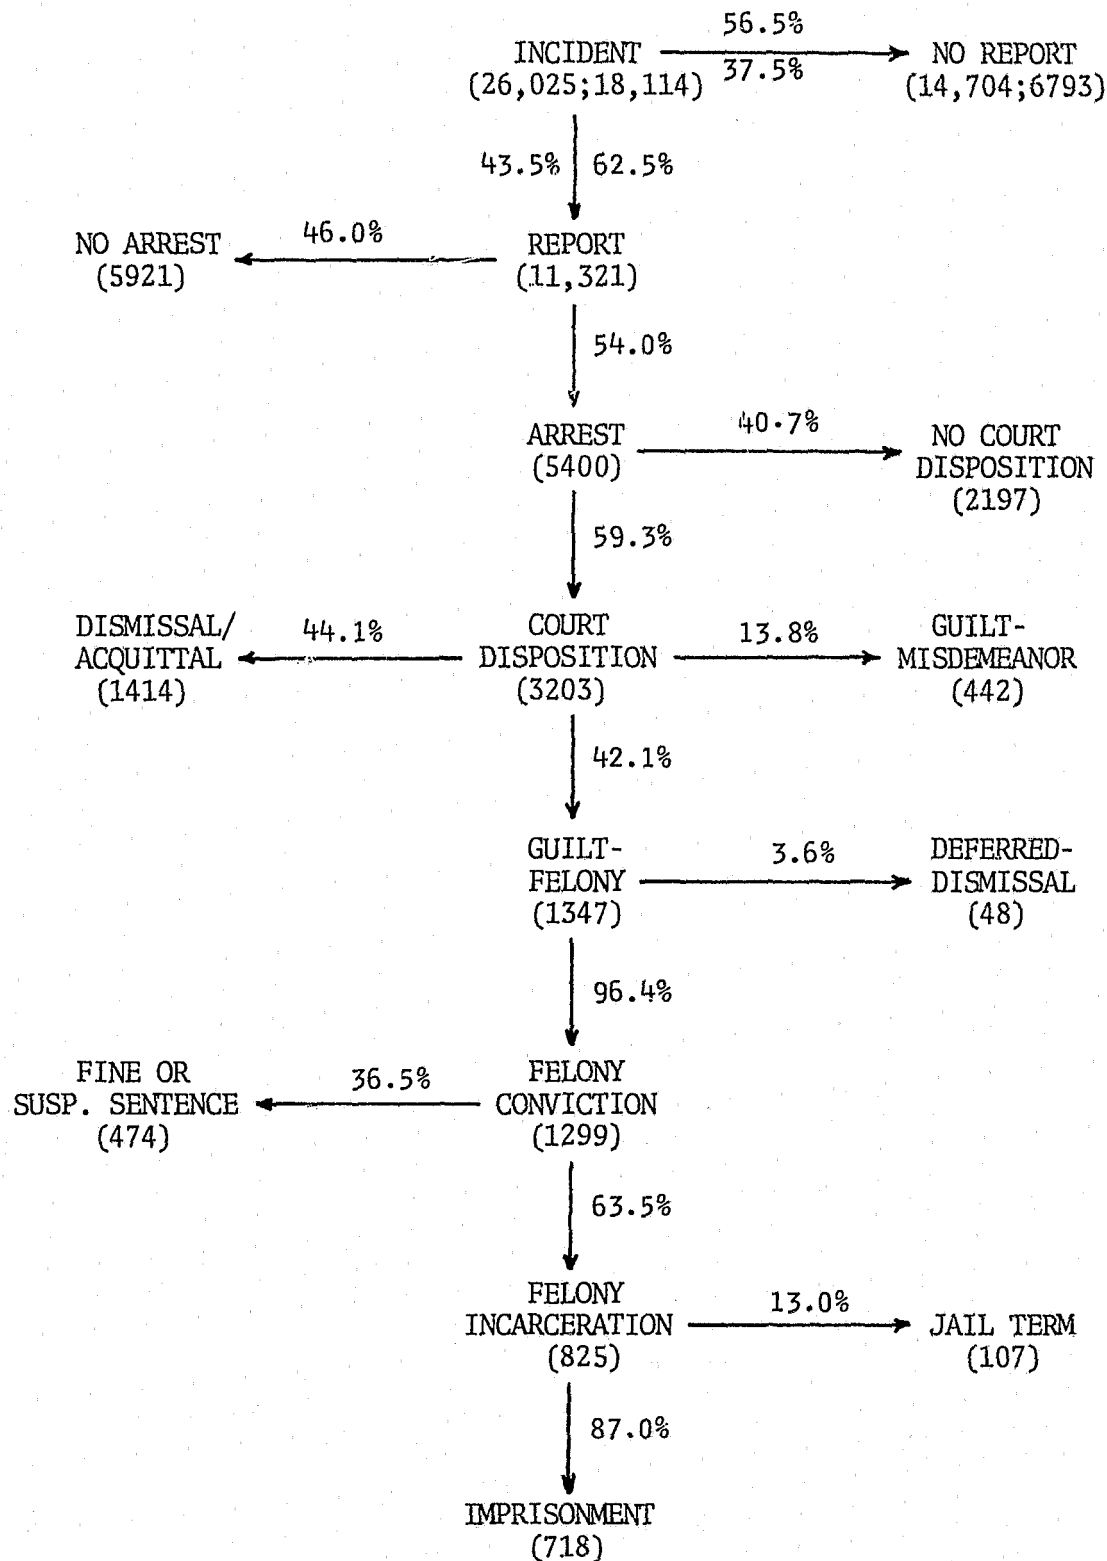 56.5%
INCIDENT
NO REPORT
37.5%
(26,025;18,114)
(14,704;6793)
43.5%
62.5%
NO ARREST
46.0%
REPORT
(5921)
(11,321)
54.0%
ARREST
40.7%
NO COURT
(5400)
DISPOSITION
(2197)
59.3%
DISMISSAL/
44.1%
COURT
13.8%
GUILT-
ACQUITTAL
DISPOSITION
MISDEMEANOR
(1414)
(3203)
(442)
42.1%
GUILT-
3.6%
DEFERRED-
FELONY
DISMISSAL
(1347)
(48)
96.4%
FINE OR
36.5%
FELONY
SUSP. SENTENCE
CONVICTION
(474)
(1299)
63.5%
FELONY
13.0%
INCARCERATION
JAIL TERM
(825)
(107)
87.0%
IMPRISONMENT
(718)